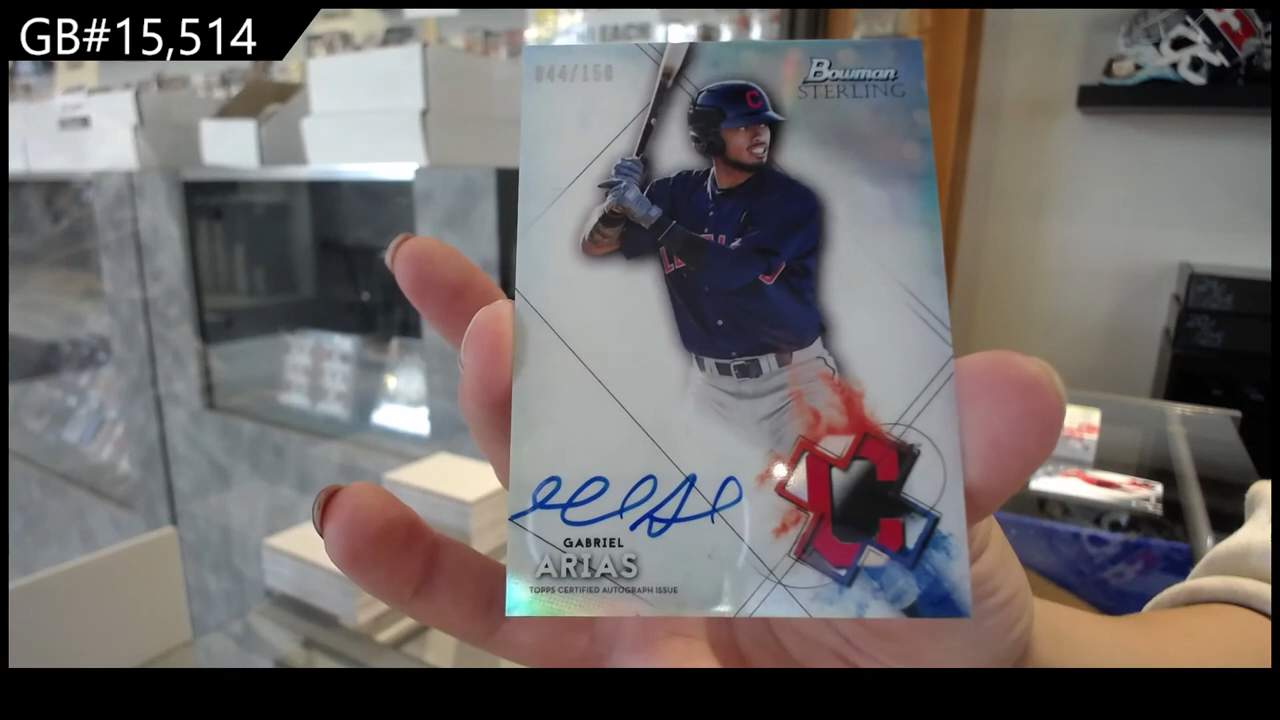 GB#15,514
044/150
Bowman
STERLING
C
C
GABRIEL
ARIAS
TOPPS CERTIFIED AUTOGRAPH ISSUE